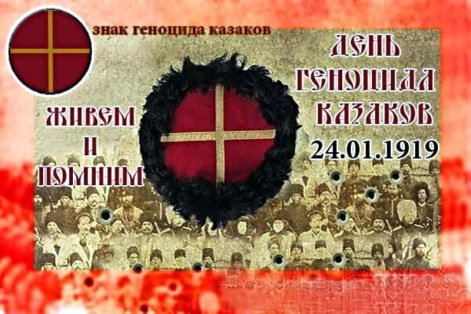 знак геноцида казаков
ДЕНЬ
ГЕНОЦИДА
КАЗАКОВ
24.01.1919
ЖИВЕМ
И
ПОМНИМ